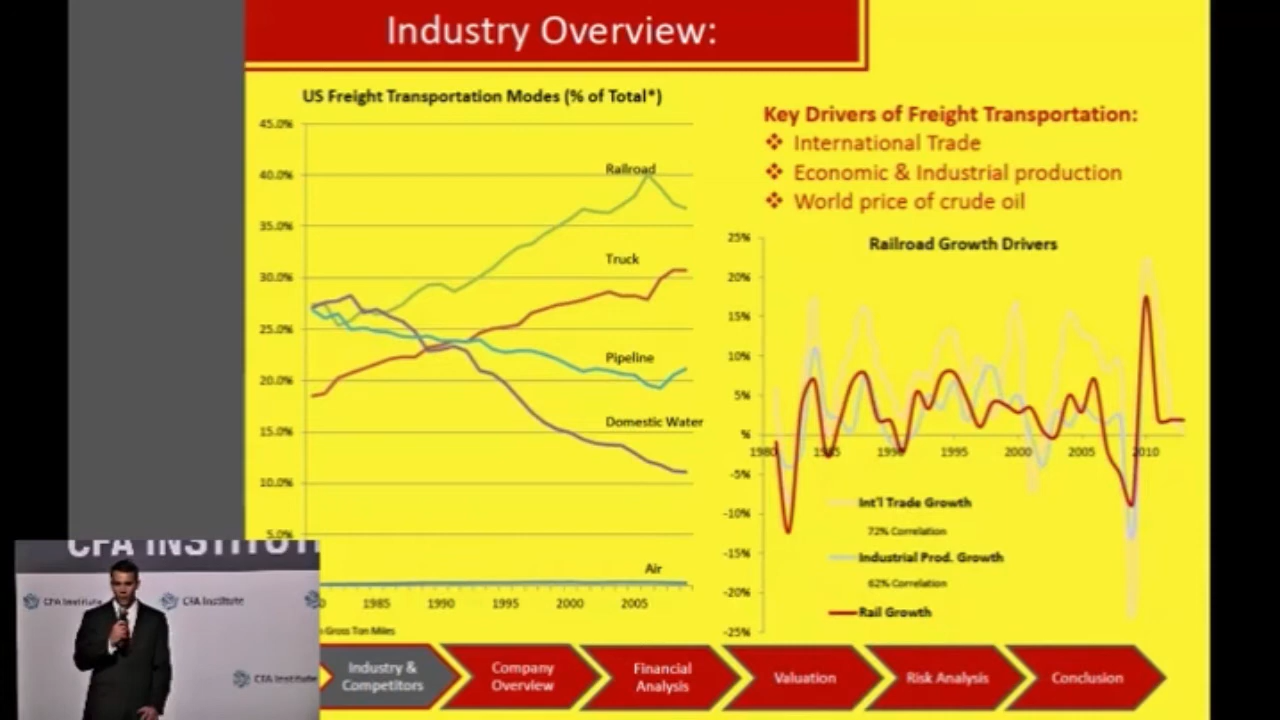 Industry Overview:
US Freight Transportation Modes (% of Total*)
45.0%
40.0%
35.0%
30.0%
25.0%
20.0%
15.0%
10.0%
5.0%
Railroad
Truck
Pipeline
Domestic Water
Air
1985 1990 1995 2000 2005
Gross Ton Miles
Key Drivers of Freight Transportation:
❖ International Trade
❖ Economic & Industrial production
❖ World price of crude oil
Railroad Growth Drivers
25%
20%
15%
10%
5%
%
-5%
-10%
-15%
-20%
-25%
1980 1985 1990 1995 2000 2005 2010
Int'l Trade Growth
72% Correlation
Industrial Prod. Growth
62% Correlation
Rail Growth
CFA INSTITUTE
CFA Institute CFA Institute
CFA Institute
Industry &
Competitors
Company
Overview
Financial
Analysis
Valuation
Risk Analysis
Conclusion